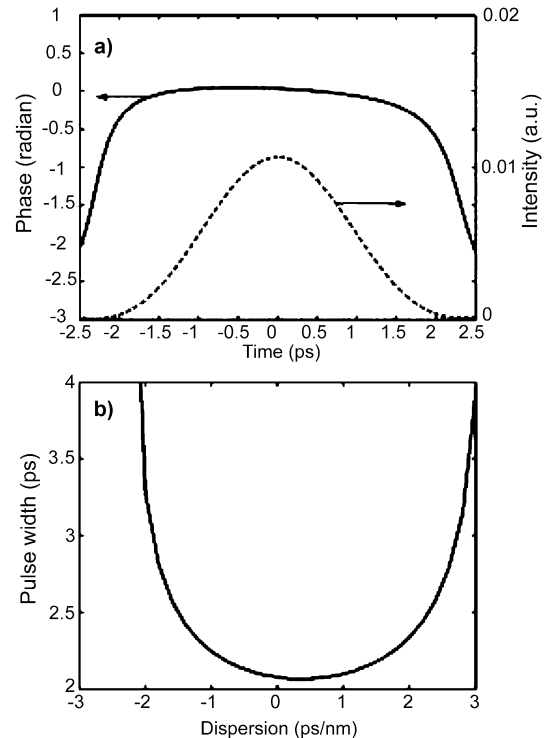 a)
1
0.5
0
-0.5
-1
-1.5
-2
-2.5
-3
Phase (radian)
0.02
0.01
0
Intensity (a.u.)
-2.5 -2 -1.5 -1 -0.5 0 0.5 1 1.5 2 2.5
Time (ps)
b)
4
3.5
3
2.5
2
Pulse width (ps)
-3 -2 -1 0 1 2 3
Dispersion (ps/nm)